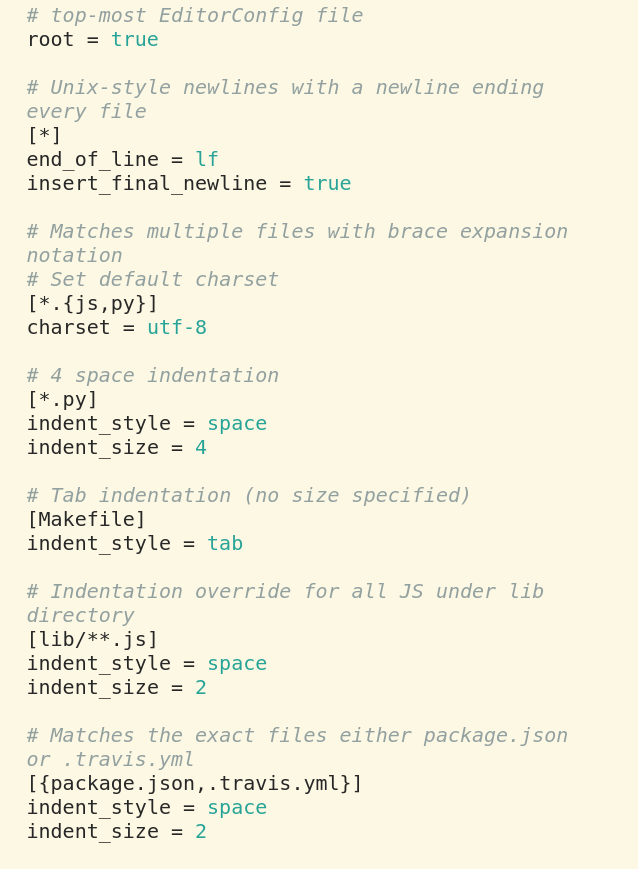 # top-most EditorConfig file
root = true

# Unix-style newlines with a newline ending
every file
[*]
end_of_line = lf
insert_final_newline = true

# Matches multiple files with brace expansion
notation
# Set default charset
[*.{js,py}]
charset = utf-8

# 4 space indentation
[*.py]
indent_style = space
indent_size = 4

# Tab indentation (no size specified)
[Makefile]
indent_style = tab

# Indentation override for all JS under lib
directory
[lib/**.js]
indent_style = space
indent_size = 2

# Matches the exact files either package.json
or .travis.yml
[{package.json,.travis.yml}]
indent_style = space
indent_size = 2